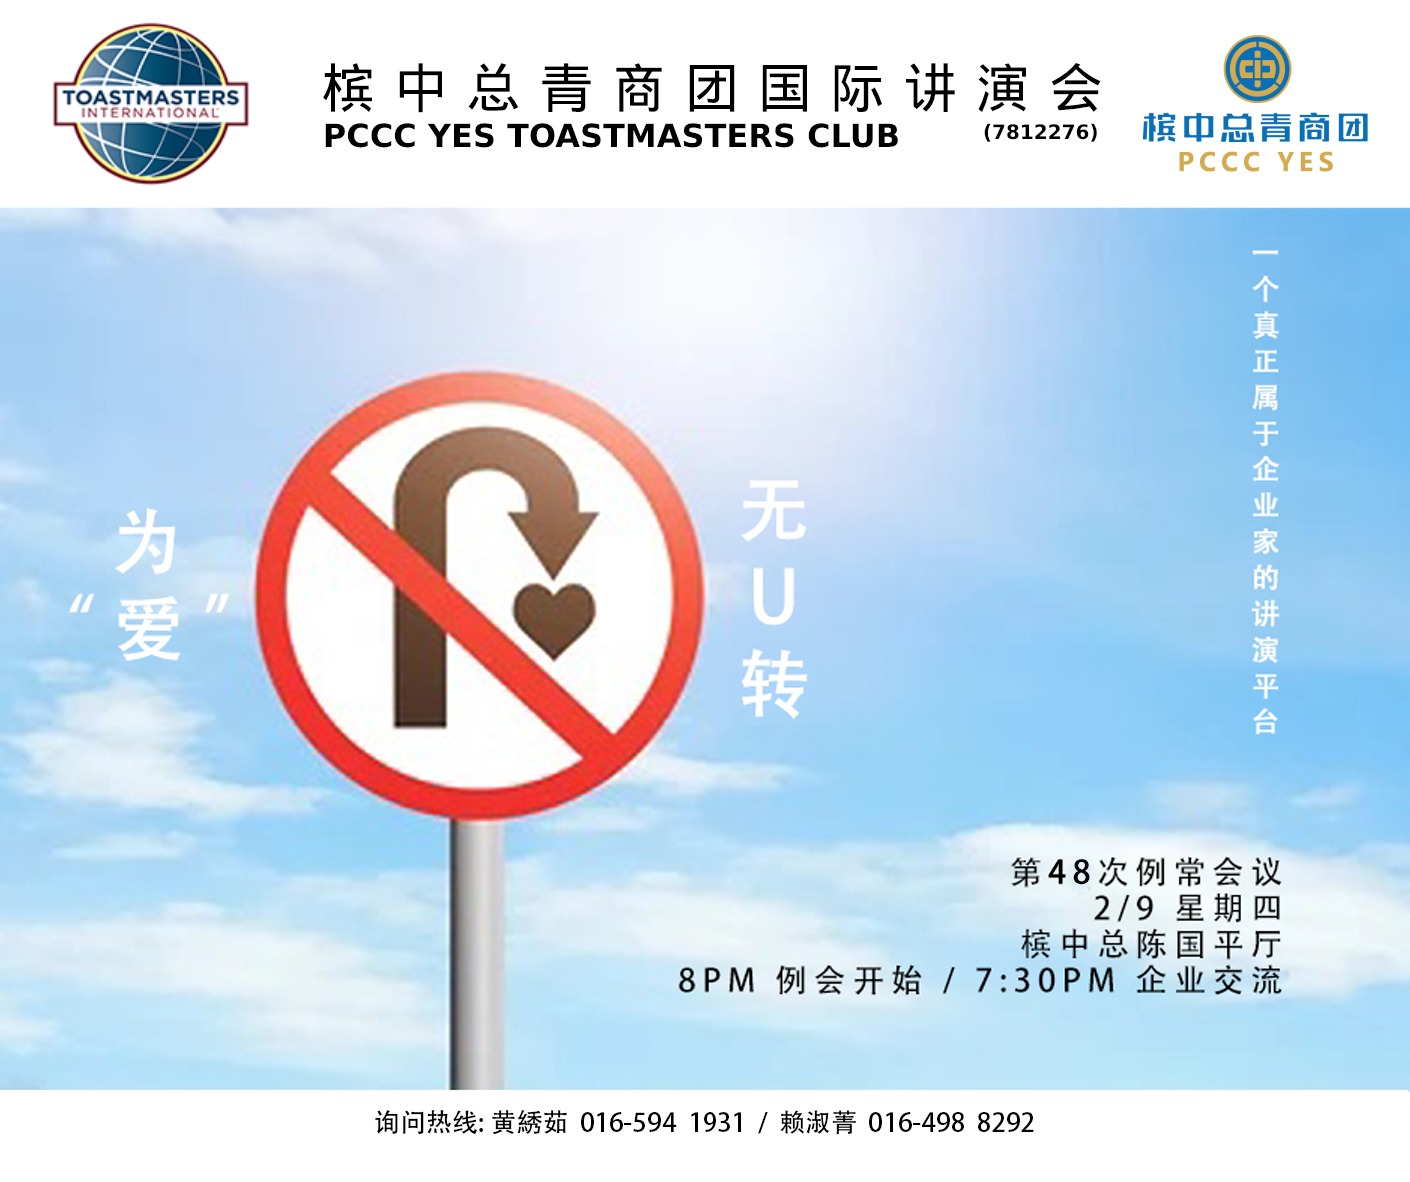 TOASTMASTERS
INTERNATIONAL
槟中总青商团国际讲演会
PCCC YES TOASTMASTERS CLUB (7812276)
槟中总青商团
PCCC YES
一个真正属于企业家的讲演平台
为
“爱”
无U转
第48次例常会议
2/9 星期四
槟中总陈国平厅
8PM 例会开始 / 7:30PM 企业交流
询问热线: 黄綉茹 016-594 1931 / 赖淑菁 016-498 8292